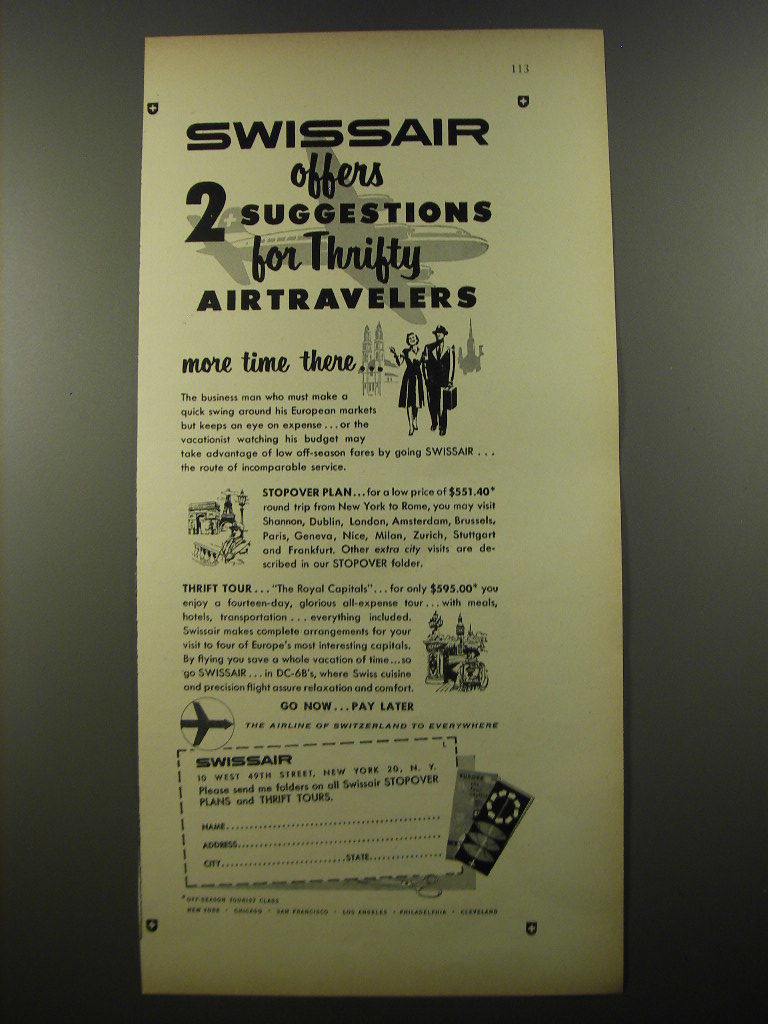 113
SWISSAIR
offers
2 SUGGESTIONS
for Thrifty
AIRTRAVELERS
more time there...
The business man who must make a
quick swing around his European markets
but keeps an eye on expense...or the
vacationist watching his budget may
take advantage of low off-season fares by going SWISSAIR...
the route of incomparable service.
STOPOVER PLAN...for a low price of $551.40*
round trip from New York to Rome, you may visit
Shannon, Dublin, London, Amsterdam, Brussels,
Paris, Geneva, Nice, Milan, Zurich, Stuttgart
and Frankfurt. Other extra city visits are de-
scribed in our STOPOVER folder.
THRIFT TOUR..."The Royal Capitals"...for only $595.00* you
enjoy a fourteen-day, glorious all-expense tour...with meals,
hotels, transportation...everything included.
Swissair makes complete arrangements for your
visit to four of Europe's most interesting capitals.
By flying you save a whole vacation of time...so
go SWISSAIR...in DC-6B's, where Swiss cuisine
and precision flight assure relaxation and comfort.
GO NOW...PAY LATER
THE AIRLINE OF SWITZERLAND TO EVERYWHERE
L
SWISSAIR
10 WEST 49TH STREET, NEW YORK 20, N. Y.
Please send me folders on all Swissair STOPOVER
PLANS and THRIFT TOURS.
NAME
ADDRESS
CITY STATE
EUROPE
*OFF-SEASON TOURIST CLASS
NEW YORK · CHICAGO · SAN FRANCISCO · LOS ANGELES · PHILADELPHIA · CLEVELAND